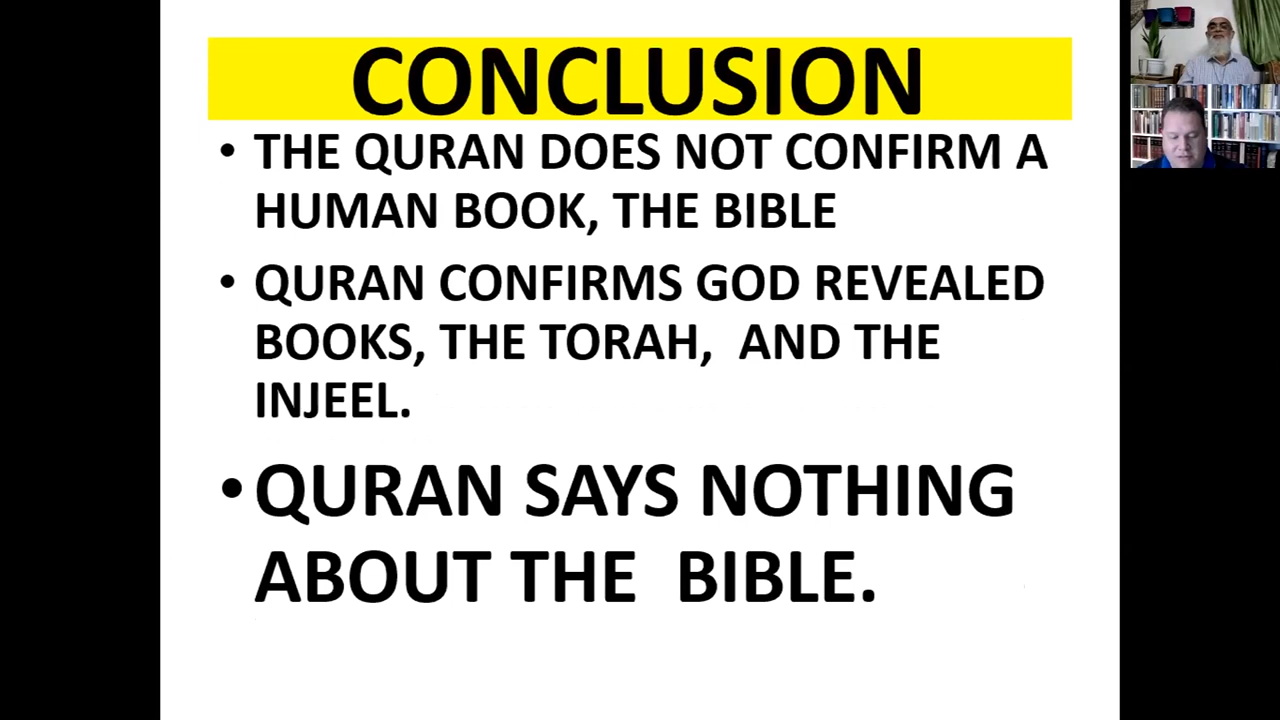 CONCLUSION
• THE QURAN DOES NOT CONFIRM A
HUMAN BOOK, THE BIBLE
• QURAN CONFIRMS GOD REVEALED
BOOKS, THE TORAH,  AND THE
INJEEL.
• QURAN SAYS NOTHING
ABOUT THE  BIBLE.